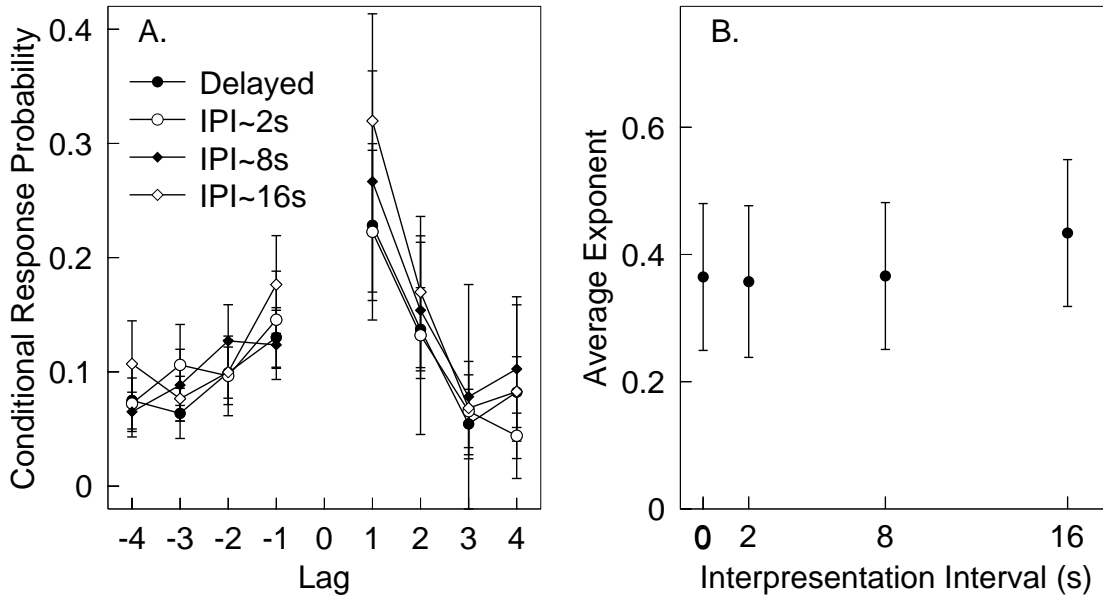 A.
Conditional Response Probability
0.4
0.3
0.2
0.1
0
Delayed
IPI~2s
IPI~8s
IPI~16s
-4 -3 -2 -1 0 1 2 3 4
Lag
B.
Average Exponent
0.6
0.4
0.2
0
0 2 8 16
Interpresentation Interval (s)